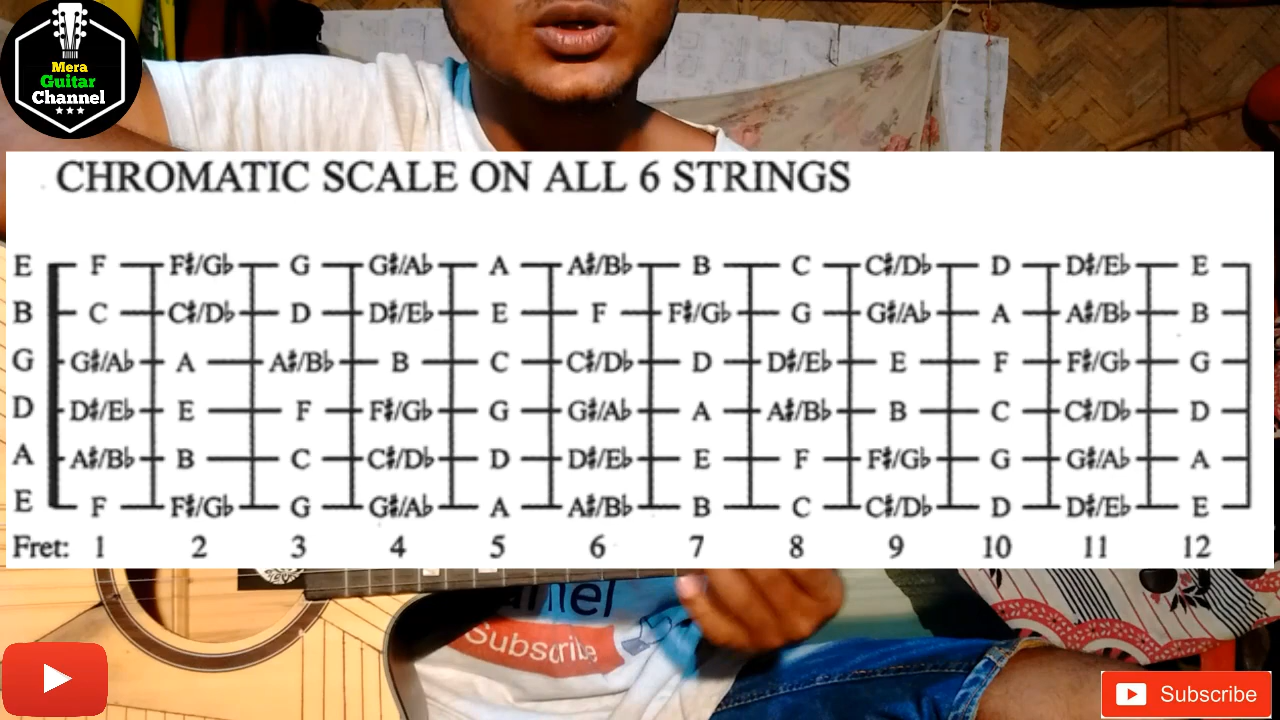 Mera
Guitar
Channel
CHROMATIC SCALE ON ALL 6 STRINGS
E F F♯/G♭ G G♯/A♭ A A♯/B♭ B C C♯/D♭ D D♯/E♭ E
B C C♯/D♭ D D♯/E♭ E F F♯/G♭ G G♯/A♭ A A♯/B♭ B
G G♯/A♭ A A♯/B♭ B C C♯/D♭ D D♯/E♭ E F F♯/G♭ G
D D♯/E♭ E F F♯/G♭ G G♯/A♭ A A♯/B♭ B C C♯/D♭ D
A A♯/B♭ B C C♯/D♭ D D♯/E♭ E F F♯/G♭ G G♯/A♭ A
E F F♯/G♭ G G♯/A♭ A A♯/B♭ B C C♯/D♭ D D♯/E♭ E
Fret: 1 2 3 4 5 6 7 8 9 10 11 12
Subscribe
Subscribe